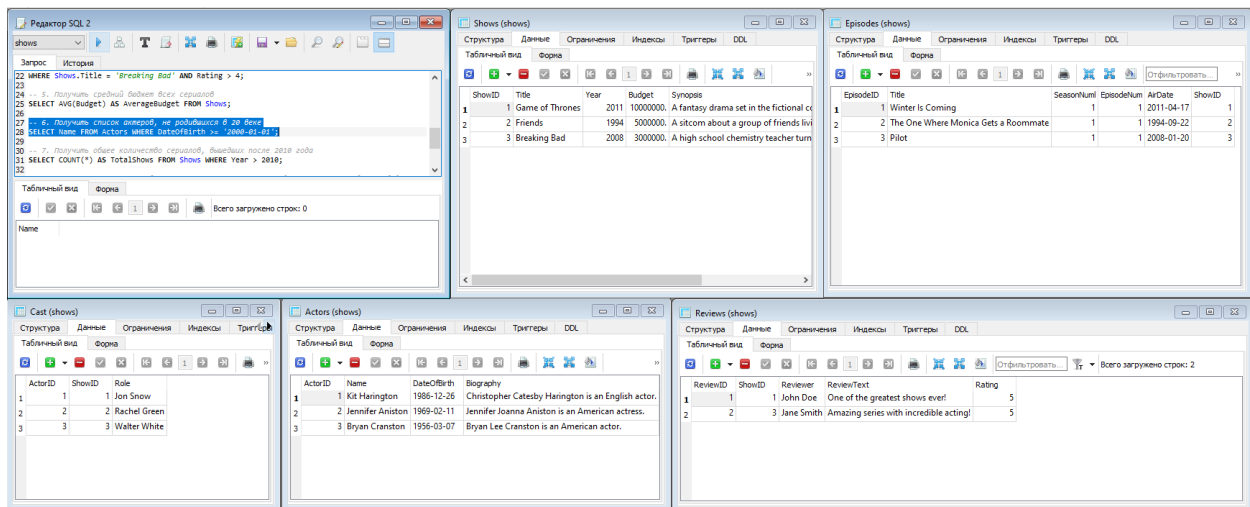 Редактор SQL 2
shows
Запрос История
22 WHERE Shows.Title = 'Breaking Bad' AND Rating > 4;
23
24 -- 5. Получить средний бюджет всех сериалов
25 SELECT AVG(Budget) AS AverageBudget FROM Shows;
26
27 -- 6. Получить список актеров, не родившихся в 20 веке
28 SELECT Name FROM Actors WHERE DateOfBirth >= '2000-01-01';
29
30 -- 7. Получить общее количество сериалов, вышедших после 2010 года
31 SELECT COUNT(*) AS TotalShows FROM Shows WHERE Year > 2010;
32
Табличный вид Форма
1 Всего загружено строк: 0
Name
Shows (shows)
Структура Данные Ограничения Индексы Триггеры DDL
Табличный вид Форма
1 »
ShowID Title Year Budget Synopsis
1 1 Game of Thrones 2011 10000000. A fantasy drama set in the fictional co
2 2 Friends 1994 5000000. A sitcom about a group of friends livi
3 3 Breaking Bad 2008 3000000. A high school chemistry teacher turn
Episodes (shows)
Структура Данные Ограничения Индексы Триггеры DDL
Табличный вид Форма
1 Отфильтровать... »
EpisodeID Title SeasonNuml EpisodeNum AirDate ShowID
1 1 Winter Is Coming 1 1 2011-04-17 1
2 2 The One Where Monica Gets a Roommate 1 1 1994-09-22 2
3 3 Pilot 1 1 2008-01-20 3
Cast (shows)
Структура Данные Ограничения Индексы Триггеры
Табличный вид Форма
1 »
ActorID ShowID Role
1 1 1 Jon Snow
2 2 2 Rachel Green
3 3 3 Walter White
Actors (shows)
Структура Данные Ограничения Индексы Триггеры DDL
Табличный вид Форма
1 »
ActorID Name DateOfBirth Biography
1 1 Kit Harington 1986-12-26 Christopher Catesby Harington is an English actor.
2 2 Jennifer Aniston 1969-02-11 Jennifer Joanna Aniston is an American actress.
3 3 Bryan Cranston 1956-03-07 Bryan Lee Cranston is an American actor.
Reviews (shows)
Структура Данные Ограничения Индексы Триггеры DDL
Табличный вид Форма
1 Отфильтровать... Всего загружено строк: 2
ReviewID ShowID Reviewer ReviewText Rating
1 1 1 John Doe One of the greatest shows ever! 5
2 2 3 Jane Smith Amazing series with incredible acting! 5